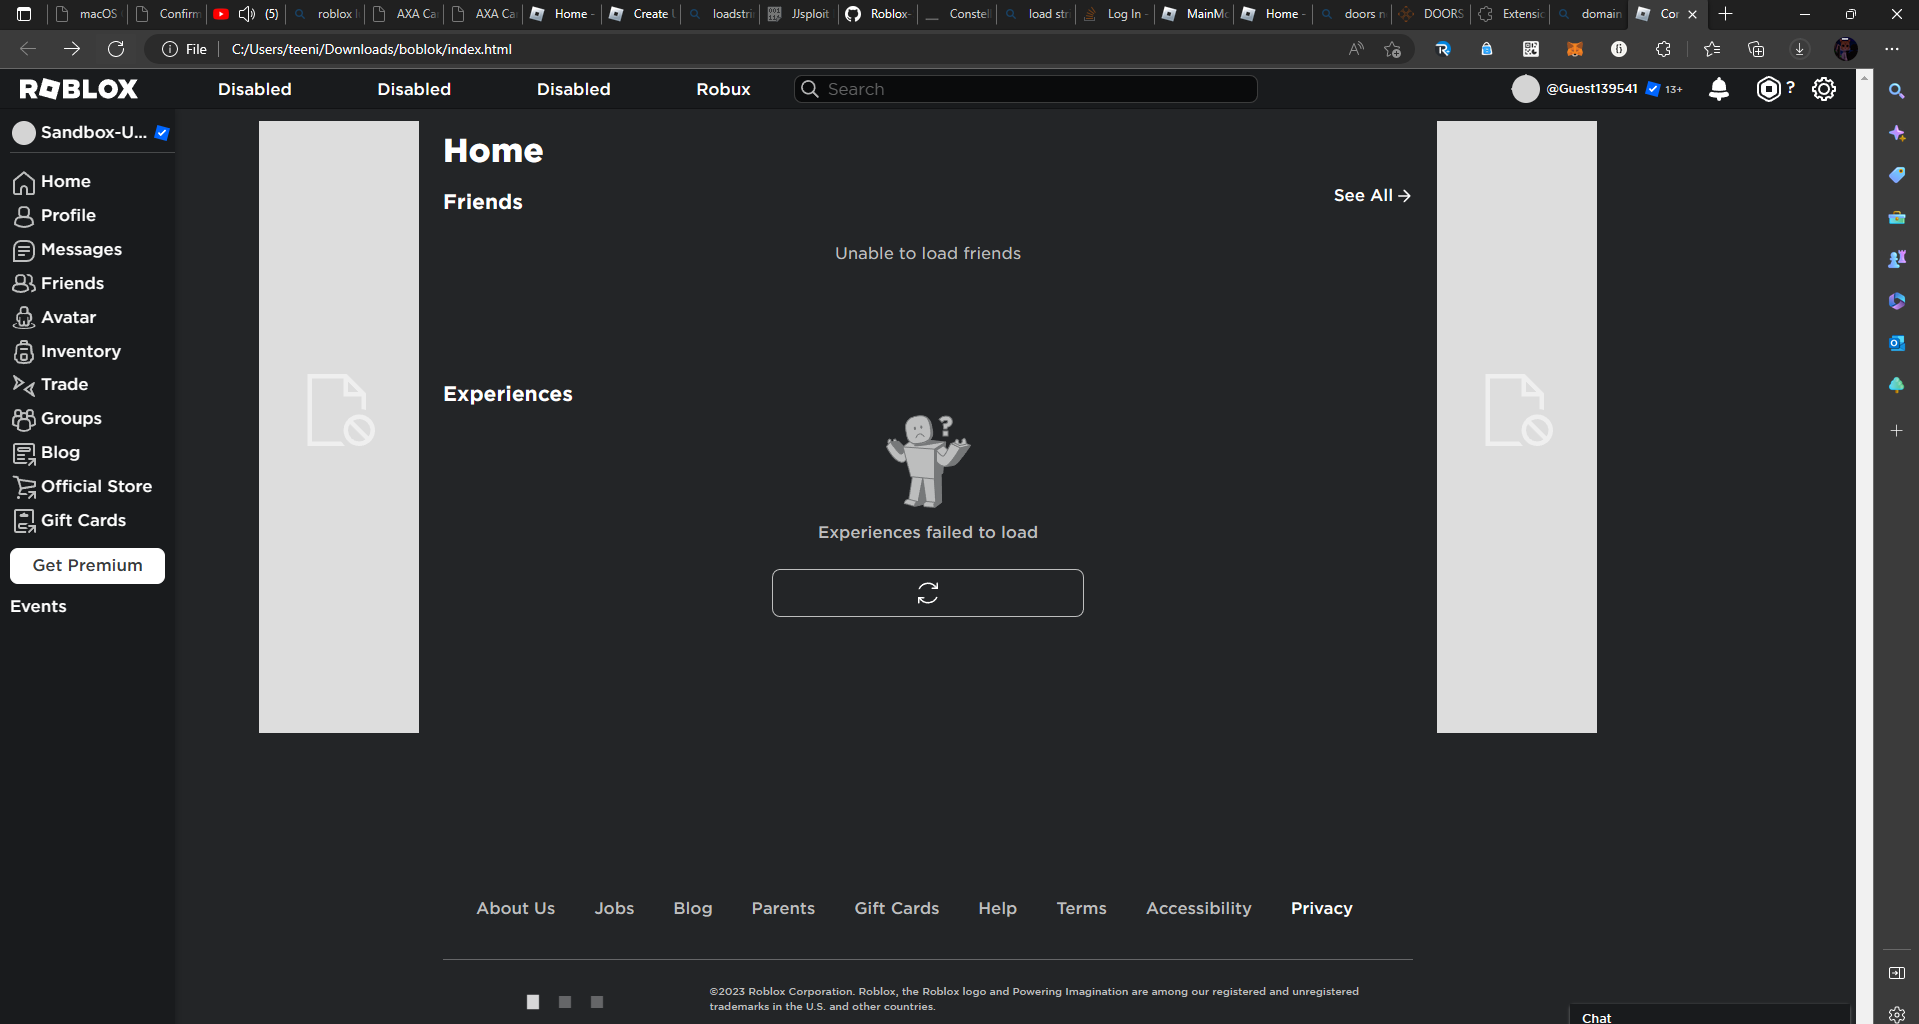 macOS
Confirm
(5)
roblox
AXA Ca
AXA Ca
Home -
Create
loadstri
JJsploit
Roblox-
Constell
load str
Log In -
MainMo
Home -
doors n
DOORS
Extensi
domain
Co
File
C:/Users/teeni/Downloads/boblok/index.html
ROBLOX
Disabled
Disabled
Disabled
Robux
Search
@Guest139541
13+
?
Sandbox-U...
Home
Profile
Messages
Friends
Avatar
Inventory
Trade
Groups
Blog
Official Store
Gift Cards
Get Premium
Events
Home
Friends
See All
Unable to load friends
Experiences
Experiences failed to load
About Us
Jobs
Blog
Parents
Gift Cards
Help
Terms
Accessibility
Privacy
©2023 Roblox Corporation. Roblox, the Roblox logo and Powering Imagination are among our registered and unregistered
trademarks in the U.S. and other countries.
Chat